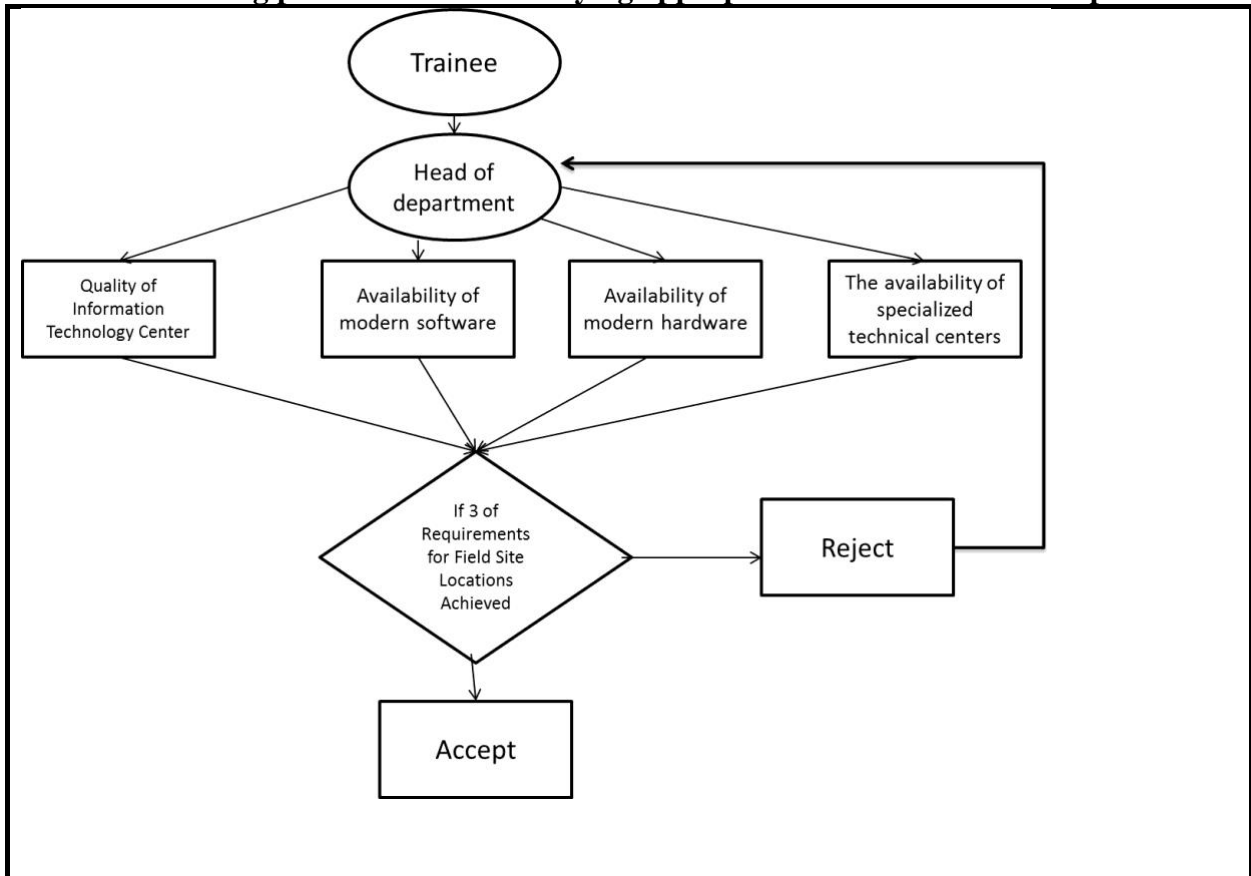 Trainee
Head of
department
Quality of
Information
Technology Center
Availability of
modern software
Availability of
modern hardware
The availability of
specialized
technical centers
If 3 of
Requirements
for Field Site
Locations
Achieved
Reject
Accept